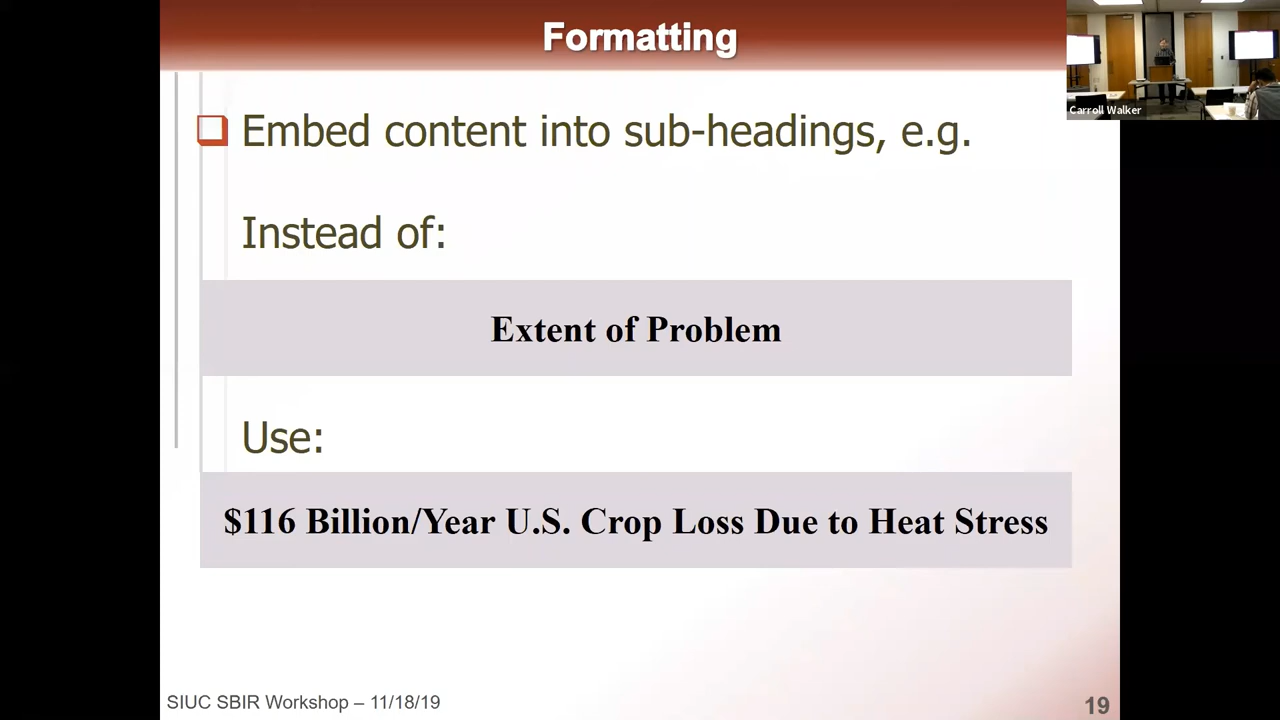 Formatting
Carroll Walker
Embed content into sub-headings, e.g.
Instead of:
Extent of Problem
Use:
$116 Billion/Year U.S. Crop Loss Due to Heat Stress
SIUC SBIR Workshop – 11/18/19
19